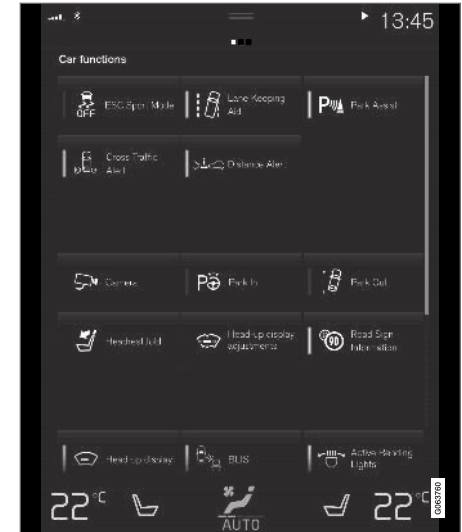 13:45
Car functions
OFF
ESC Sport Mode
Lane Keeping
Aid
P
Park Assist
Cross Traffic
Alert
Distance Alert
Camera
P
Park In
Park Out
Headrest fold
Head-up display
adjustments
90
Road Sign
Information
Head-up display
BLIS
Active Bending
Lights
22°C
AUTO
22°C
G063760